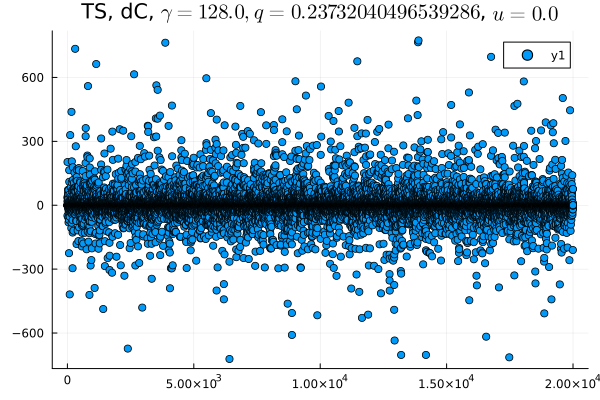 TS, dC, γ = 128.0, q = 0.23732040496539286, u = 0.0
y1
600
300
0
−300
−600
0 5.00×10³ 1.00×10⁴ 1.50×10⁴ 2.00×10⁴